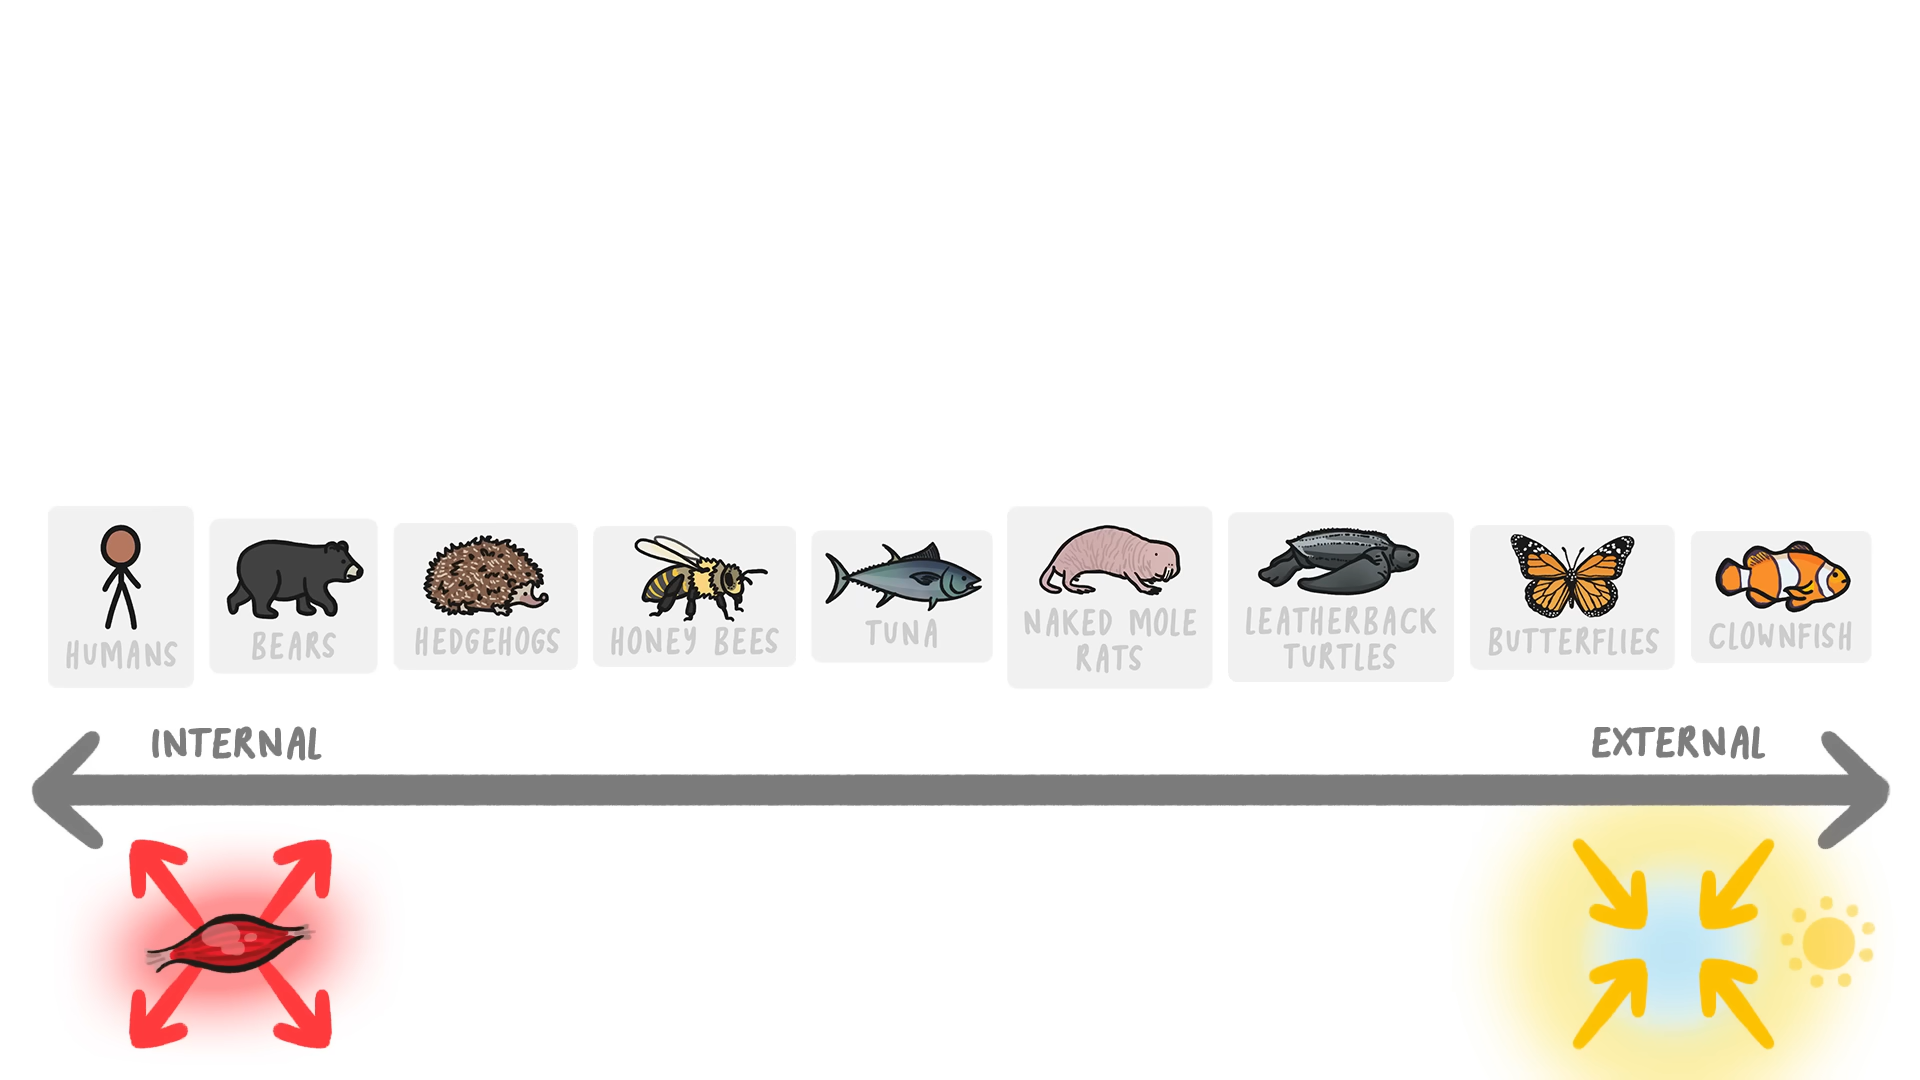 HUMANS
BEARS
HEDGEHOGS
HONEY BEES
TUNA
NAKED MOLE
RATS
LEATHERBACK
TURTLES
BUTTERFLIES
CLOWNFISH
INTERNAL
EXTERNAL